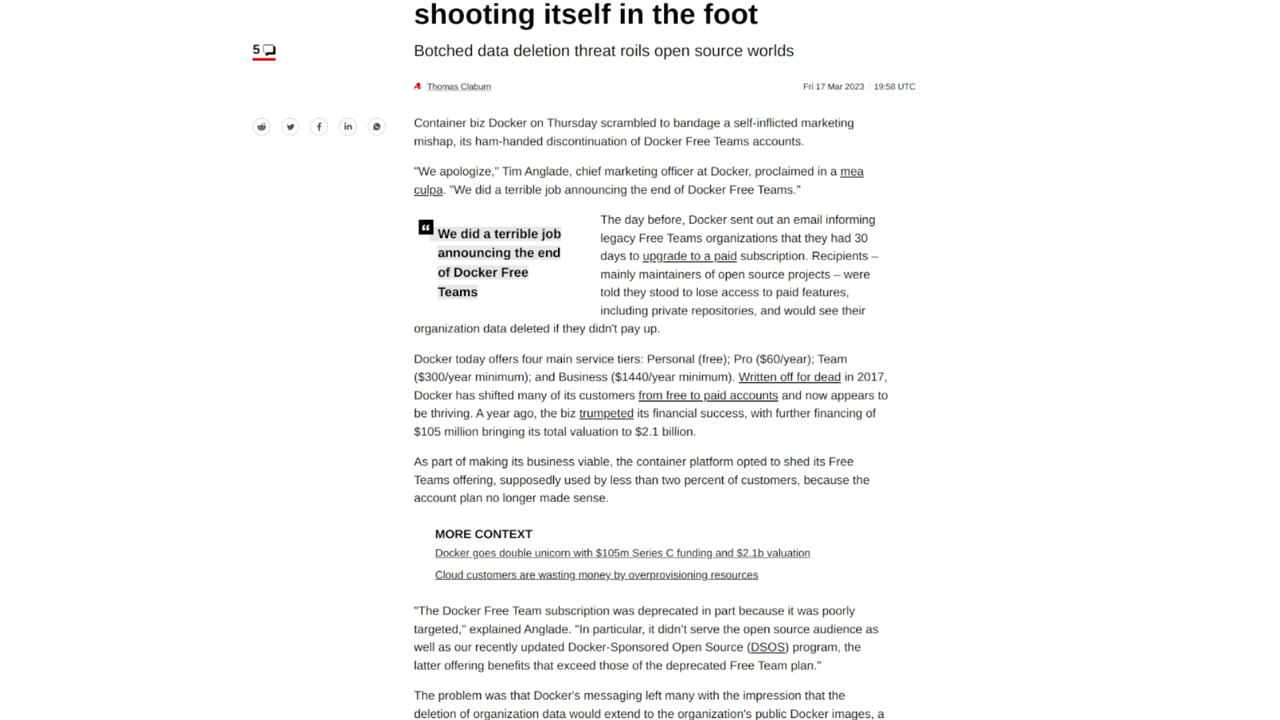 shooting itself in the foot
5
Botched data deletion threat roils open source worlds
Thomas Claburn
Fri 17 Mar 2023 / 19:58 UTC
Container biz Docker on Thursday scrambled to bandage a self-inflicted marketing
mishap, its ham-handed discontinuation of Docker Free Teams accounts.
"We apologize," Tim Anglade, chief marketing officer at Docker, proclaimed in a mea
culpa. "We did a terrible job announcing the end of Docker Free Teams."
“ We did a terrible job
announcing the end
of Docker Free
Teams
The day before, Docker sent out an email informing
legacy Free Teams organizations that they had 30
days to upgrade to a paid subscription. Recipients –
mainly maintainers of open source projects – were
told they stood to lose access to paid features,
including private repositories, and would see their
organization data deleted if they didn't pay up.
Docker today offers four main service tiers: Personal (free); Pro ($60/year); Team
($300/year minimum); and Business ($1440/year minimum). Written off for dead in 2017,
Docker has shifted many of its customers from free to paid accounts and now appears to
be thriving. A year ago, the biz trumpeted its financial success, with further financing of
$105 million bringing its total valuation to $2.1 billion.
As part of making its business viable, the container platform opted to shed its Free
Teams offering, supposedly used by less than two percent of customers, because the
account plan no longer made sense.
MORE CONTEXT
Docker goes double unicorn with $105m Series C funding and $2.1b valuation
Cloud customers are wasting money by overprovisioning resources
"The Docker Free Team subscription was deprecated in part because it was poorly
targeted," explained Anglade. "In particular, it didn't serve the open source audience as
well as our recently updated Docker-Sponsored Open Source (DSOS) program, the
latter offering benefits that exceed those of the deprecated Free Team plan."
The problem was that Docker's messaging left many with the impression that the
deletion of organization data would extend to the organization's public Docker images, a